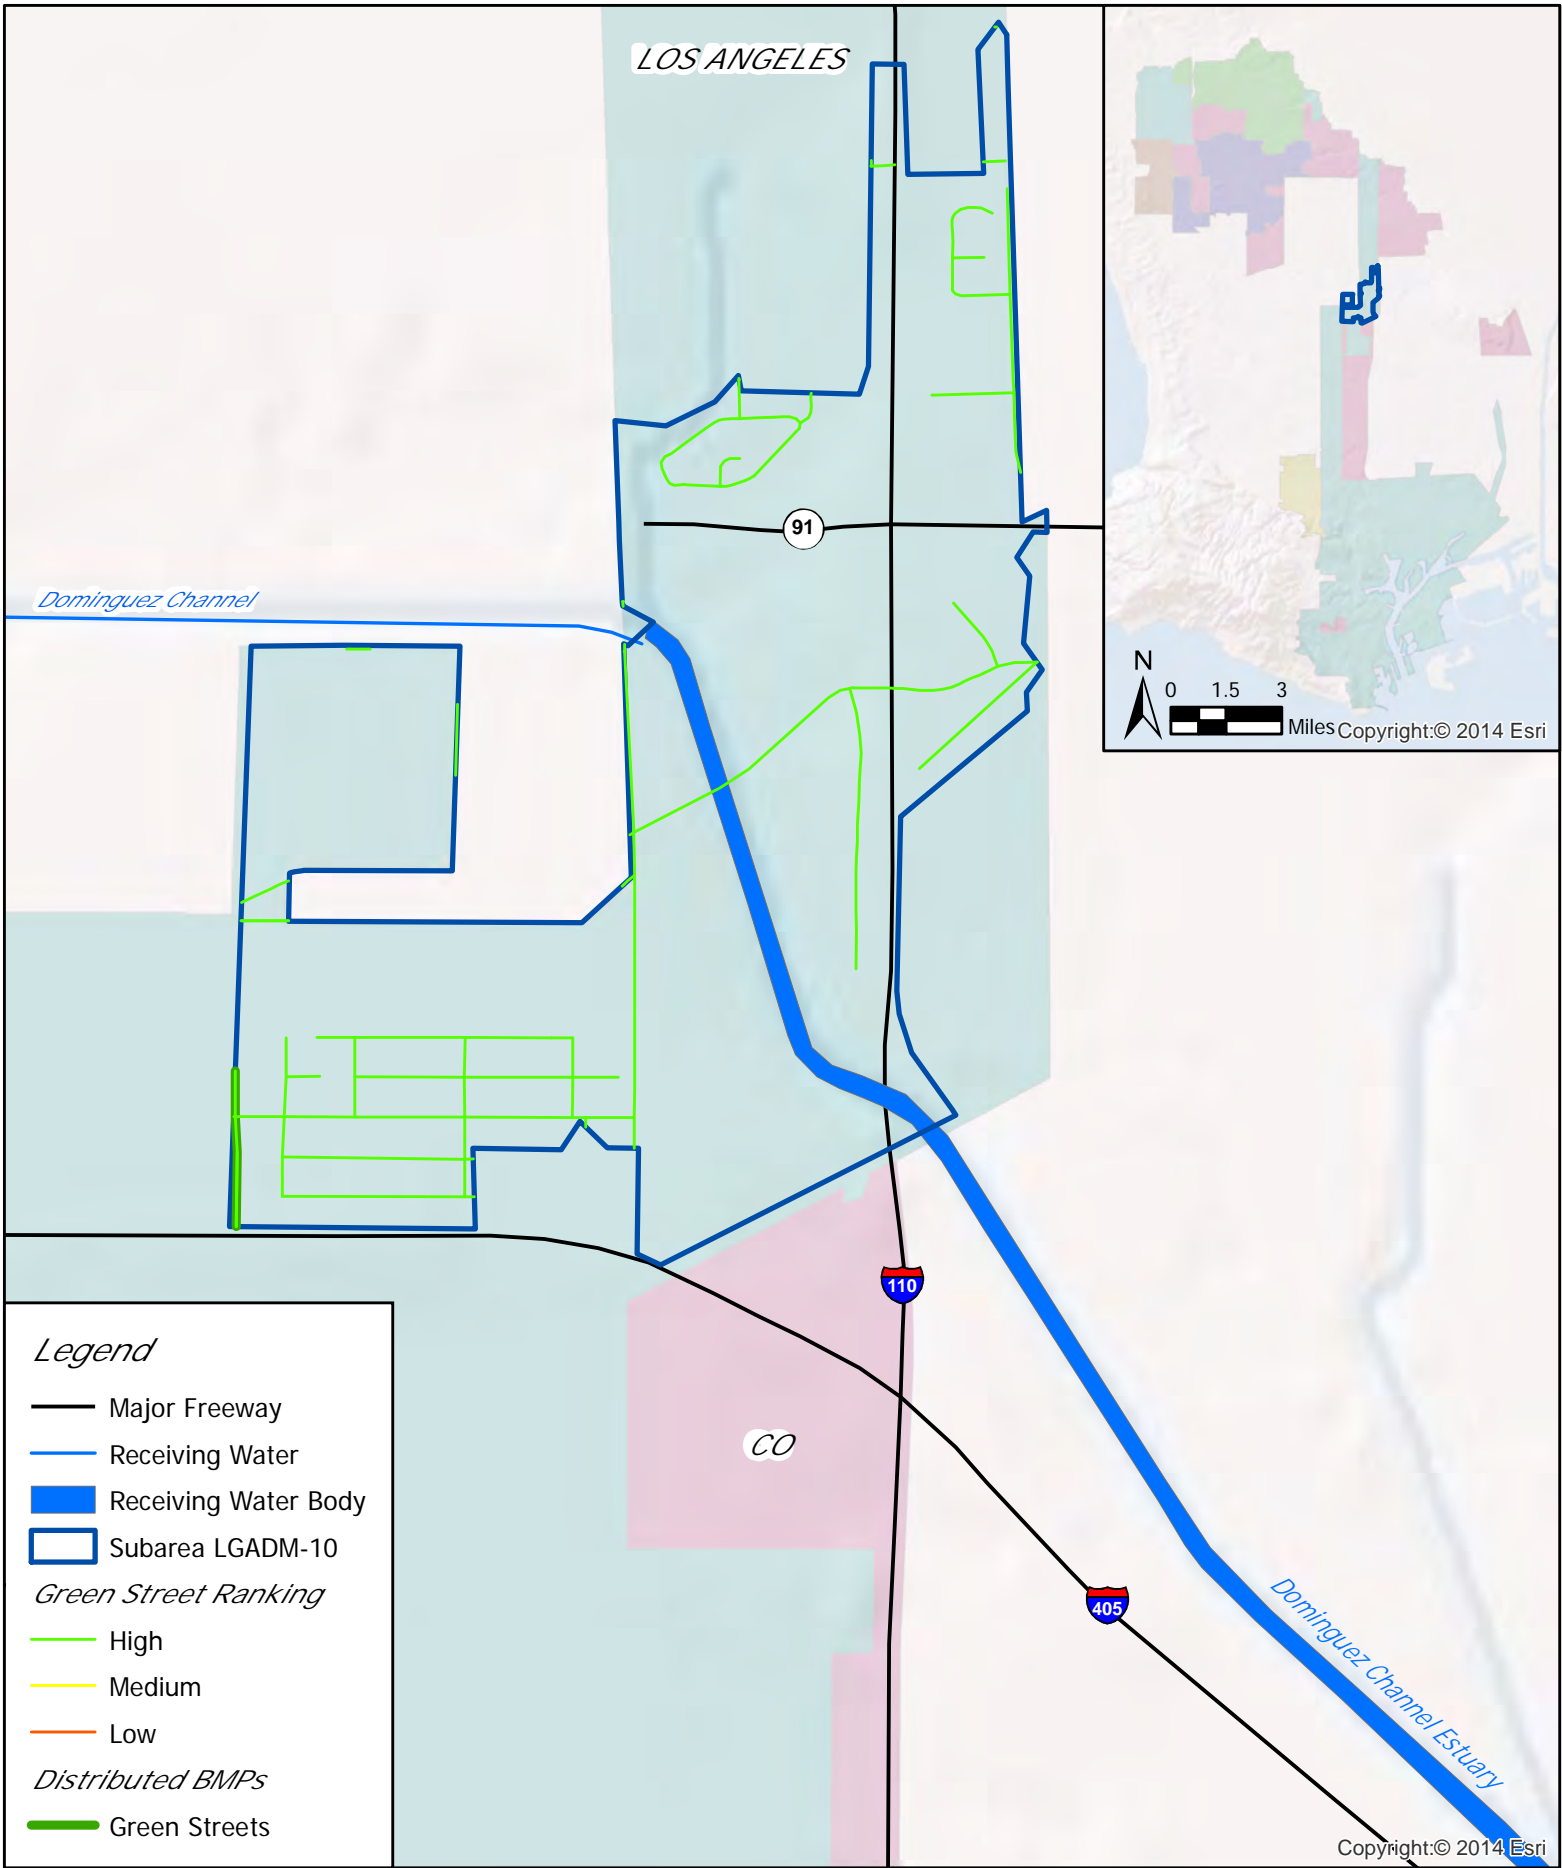 LOS ANGELES
91
Dominguez Channel
N
0 1.5 3
Miles
Copyright:© 2014 Esri
110
CO
405
Dominguez Channel Estuary
Legend
Major Freeway
Receiving Water
Receiving Water Body
Subarea LGADM-10
Green Street Ranking
High
Medium
Low
Distributed BMPs
Green Streets
Copyright:© 2014 Esri